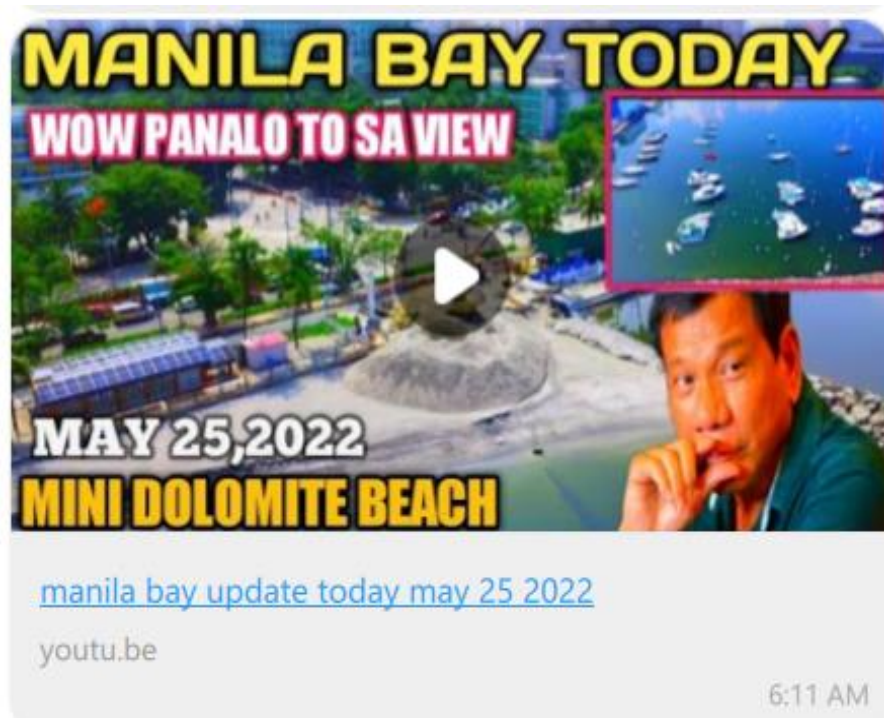 MANILA BAY TODAY
WOW PANALO TO SA VIEW
MAY 25,2022
MINI DOLOMITE BEACH
manila bay update today may 25 2022
youtu.be
6:11 AM